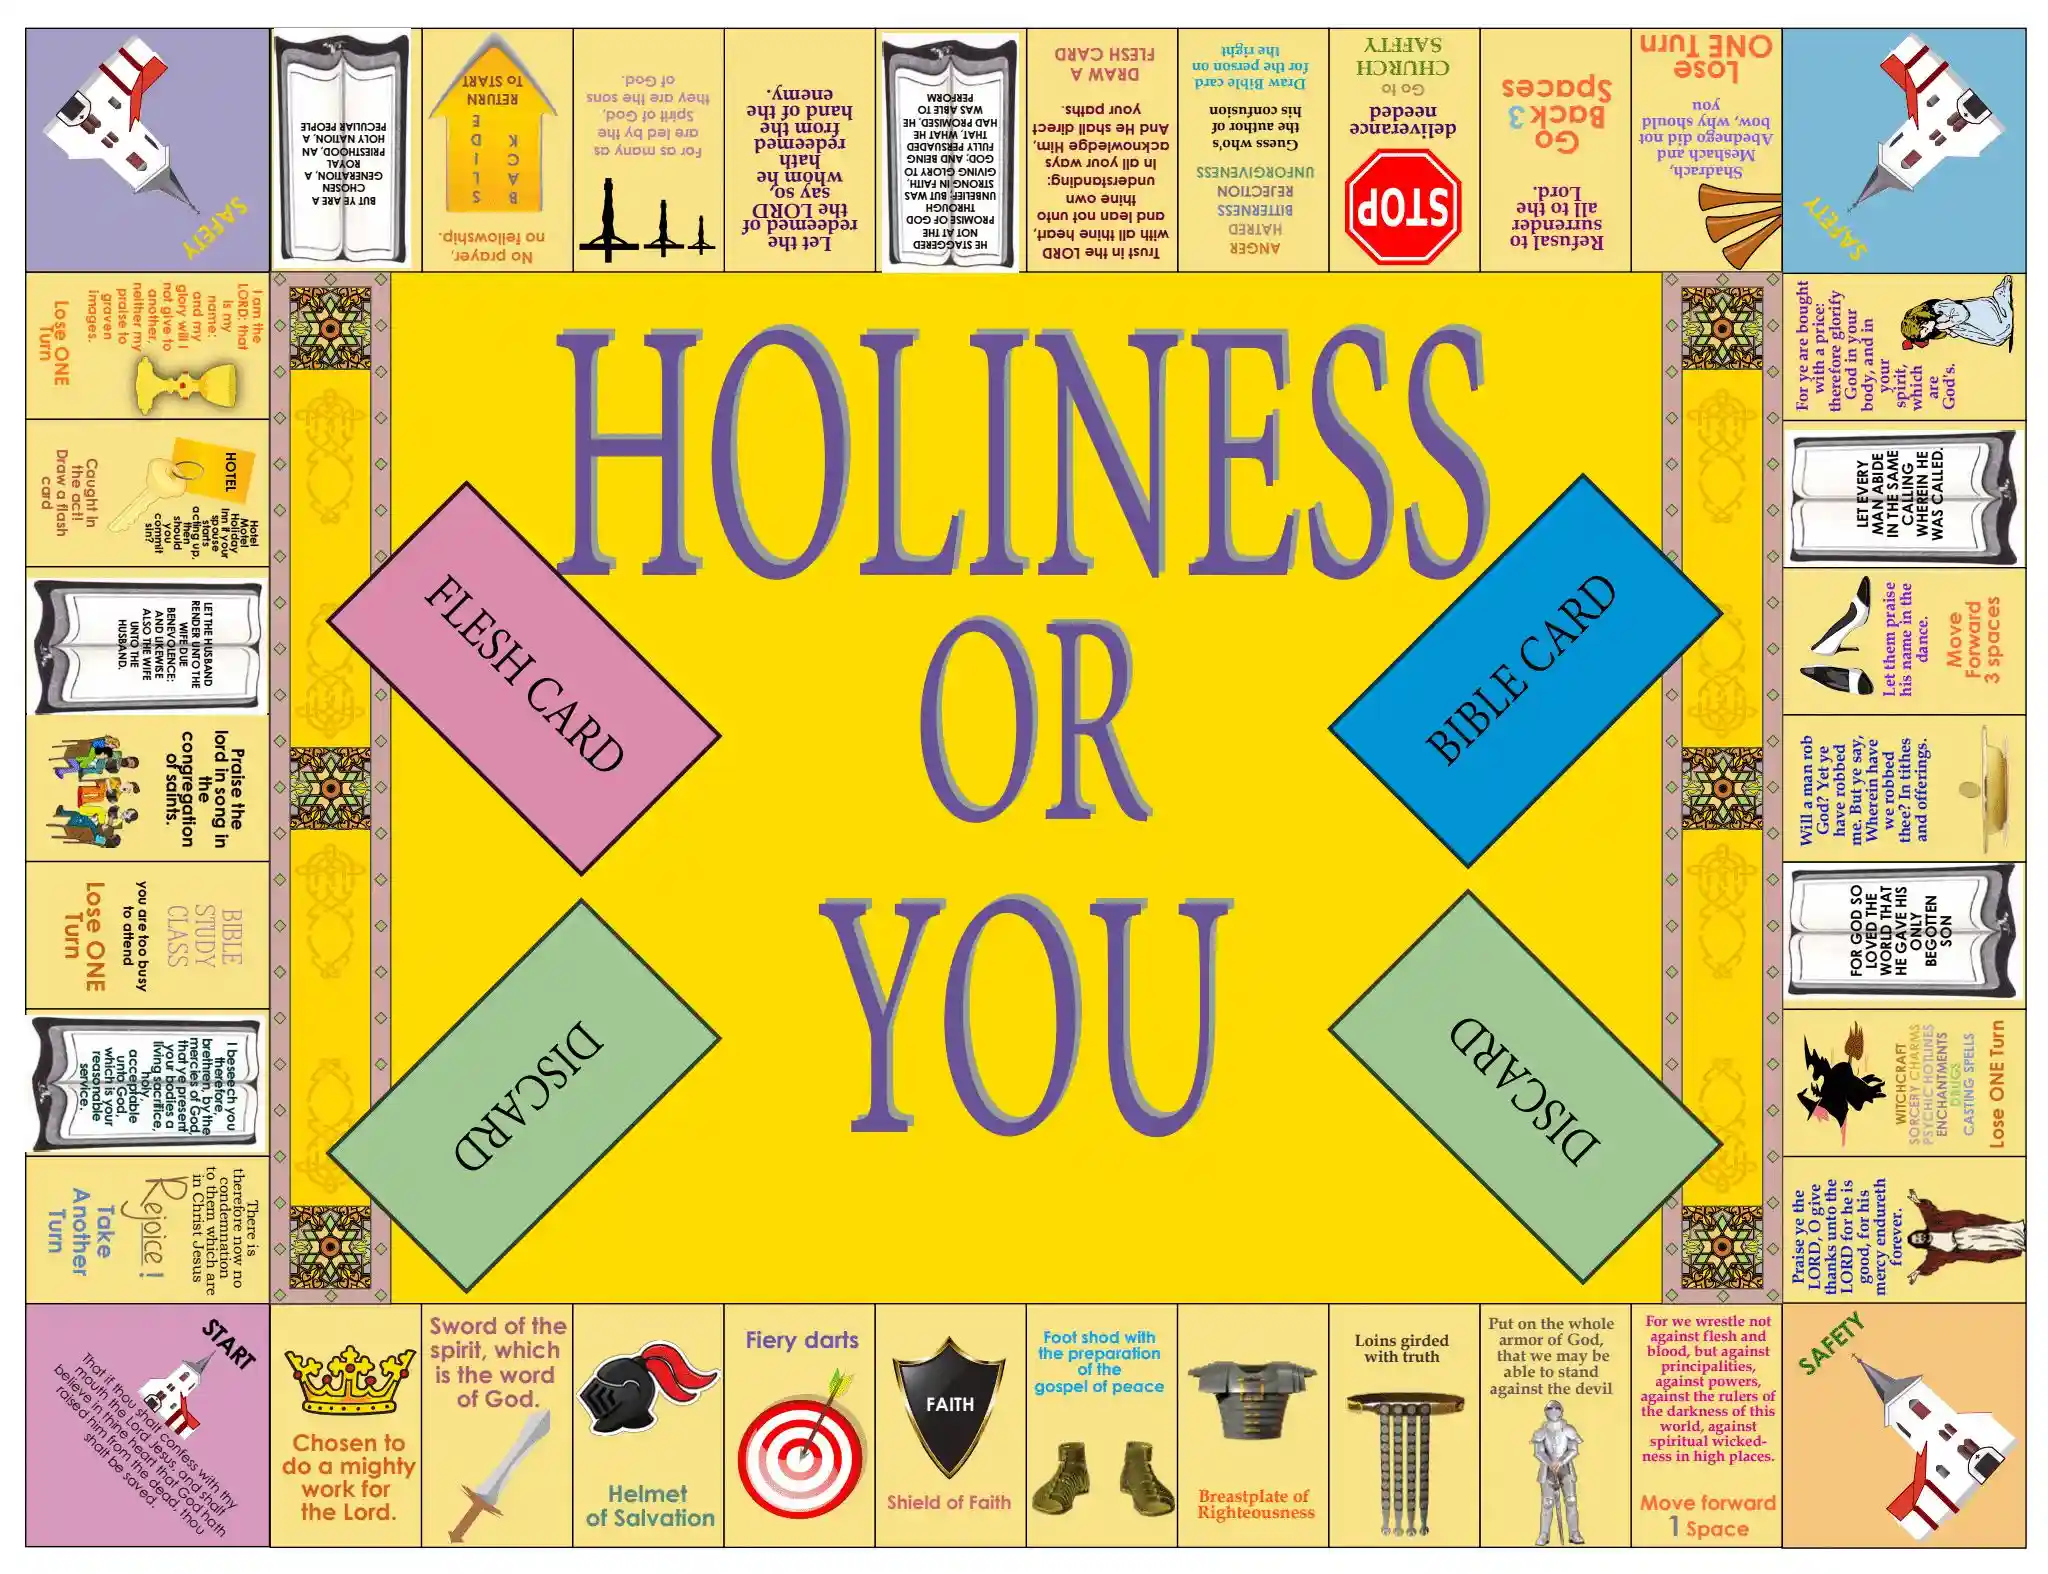 HOLINESS
OR
YOU
FLESH CARD
BIBLE CARD
DISCARD
DISCARD
START
That if thou shalt confess with thy
mouth the Lord Jesus, and shalt
believe in thine heart that God hath
raised him from the dead, thou
shalt be saved.
Chosen to
do a mighty
work for
the Lord.
Sword of the
spirit, which
is the word
of God.
Helmet
of Salvation
Fiery darts
FAITH
Shield of Faith
Foot shod with
the preparation
of the
gospel of peace
Breastplate of
Righteousness
Loins girded
with truth
Put on the whole
armor of God,
that we may be
able to stand
against the devil
For we wrestle not
against flesh and
blood, but against
principalities,
against powers,
against the rulers of
the darkness of this
world, against
spiritual wicked-
ness in high places.
Move forward
1 Space
SAFETY
Praise ye the
LORD, O give
thanks unto the
LORD for he is
good, for his
mercy endureth
forever.
WITCHCRAFT
SORCERY CHARMS
PSYCHIC HOTLINES
ENCHANTMENTS
DRUGS
CASTING SPELLS
Lose ONE Turn
FOR GOD SO
LOVED THE
WORLD THAT
HE GAVE HIS
ONLY
BEGOTTEN
SON
Will a man rob
God? Yet ye
have robbed
me. But ye say,
Wherein have
we robbed
thee? In tithes
and offerings.
Let them praise
his name in the
dance.
Move
Forward
3 spaces
LET EVERY
MAN ABIDE
IN THE SAME
CALLING
WHEREIN HE
WAS CALLED.
For ye are bought
with a price:
therefore glorify
God in your
body, and in
your
spirit,
which
are
God's.
SAFETY
Shadrach,
Meshach and
Abednego did not
bow, why should
you
Lose
ONE Turn
Refusal to
surrender
all to the
Lord.
Go
Back 3
Spaces
STOP
deliverance
needed
Go to
CHURCH
SAFETY
ANGER
HATRED
BITTERNESS
REJECTION
UNFORGIVENESS
Guess who's
the author of
his confusion
Draw Bible card
for the person on
the right
Trust in the LORD
with all thine heart,
and lean not unto
thine own
understanding:
In all your ways
acknowledge Him,
And He shall direct
your paths.
DRAW A
FLESH CARD
HE STAGGERED
NOT AT THE
PROMISE OF GOD
THROUGH
UNBELIEF, BUT WAS
STRONG IN FAITH,
GIVING GLORY TO
GOD; AND BEING
FULLY PERSUADED
THAT, WHAT HE
HAD PROMISED, HE
WAS ABLE TO
PERFORM
Let the
redeemed of
the LORD
say so,
whom he
hath
redeemed
from the
hand of the
enemy.
For as many as
are led by the
Spirit of God,
they are the sons
of God.
No prayer,
no fellowship.
BACK
SLIDE
RETURN
To START
BUT YE ARE A
CHOSEN
GENERATION, A
ROYAL
PRIESTHOOD, AN
HOLY NATION, A
PECULIAR PEOPLE
SAFETY
I am the
LORD: that
is my
name:
and my
glory will I
not give to
another,
neither my
praise to
graven
images.
Lose ONE
Turn
HOTEL
Hotel
Motel
Holiday
Inn if your
spouse
starts
acting up,
then
should
you
commit
sin?
Caught in
the act!
Draw a flash
card
LET THE HUSBAND
RENDER UNTO THE
WIFE DUE
BENEVOLENCE:
AND LIKEWISE
ALSO THE WIFE
UNTO THE
HUSBAND.
Praise the
lord in song in
the
congregation
of saints.
BIBLE
STUDY
CLASS
you are too busy
to attend
Lose ONE
Turn
I beseech you
therefore,
brethren, by the
mercies of God,
that ye present
your bodies a
living sacrifice,
holy,
acceptable
unto God,
which is your
reasonable
service.
There is
therefore now no
condemnation
to them which are
in Christ Jesus
Rejoice!
Take
Another
Turn